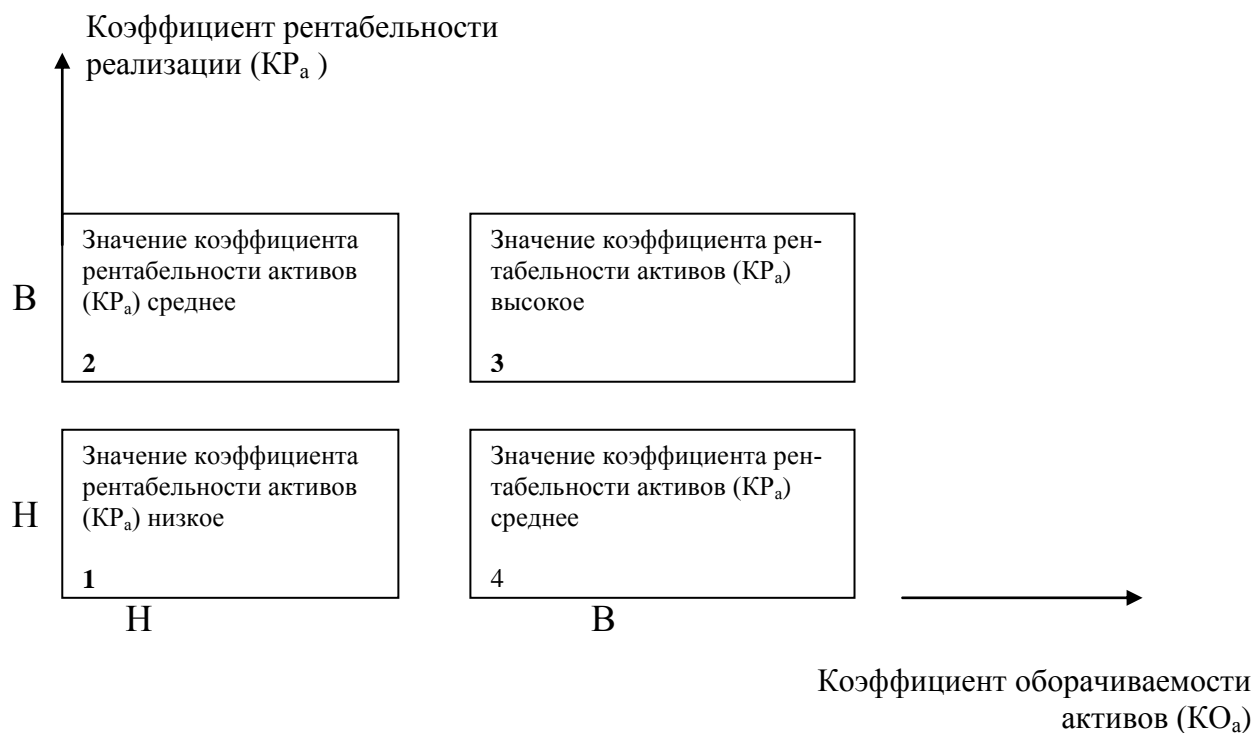 Коэффициент рентабельности
реализации (КРа )
В
Значение коэффициента
рентабельности активов
(КРа) среднее
2
Значение коэффициента рен-
табельности активов (КРа)
высокое
3
Н
Значение коэффициента
рентабельности активов
(КРа) низкое
1
Значение коэффициента рен-
табельности активов (КРа)
среднее
4
Н
В
Коэффициент оборачиваемости
активов (КОа)